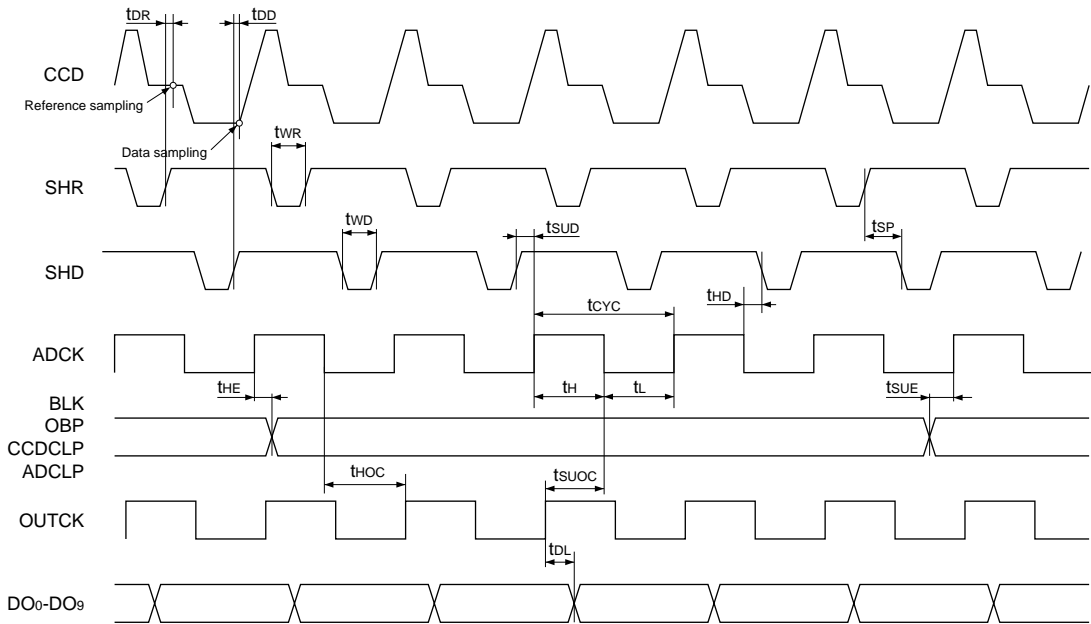 tDR tDD
CCD
Reference sampling
Data sampling
tWR
SHR
tWD
tSUD
tSP
SHD
tHD
tCYC
ADCK
tHE
tH
tL
tSUE
BLK
OBP
CCDCLP
ADCLP
tHOC
tSUOC
OUTCK
tDL
DO0-DO9